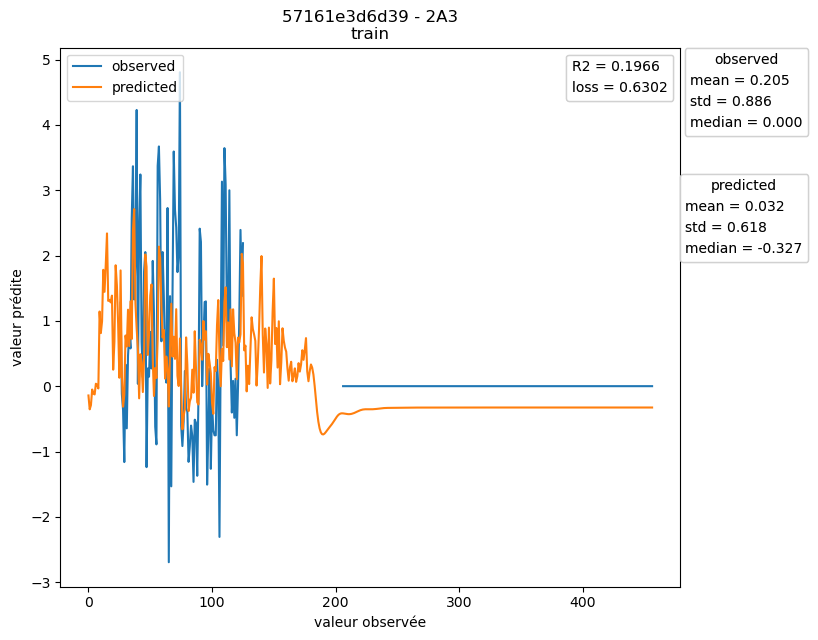 57161e3d6d39 - 2A3
train
observed
predicted
R2 = 0.1966
loss = 0.6302
observed
mean = 0.205
std = 0.886
median = 0.000
predicted
mean = 0.032
std = 0.618
median = -0.327
valeur prédite
5
4
3
2
1
0
−1
−2
−3
0
100
200
300
400
valeur observée